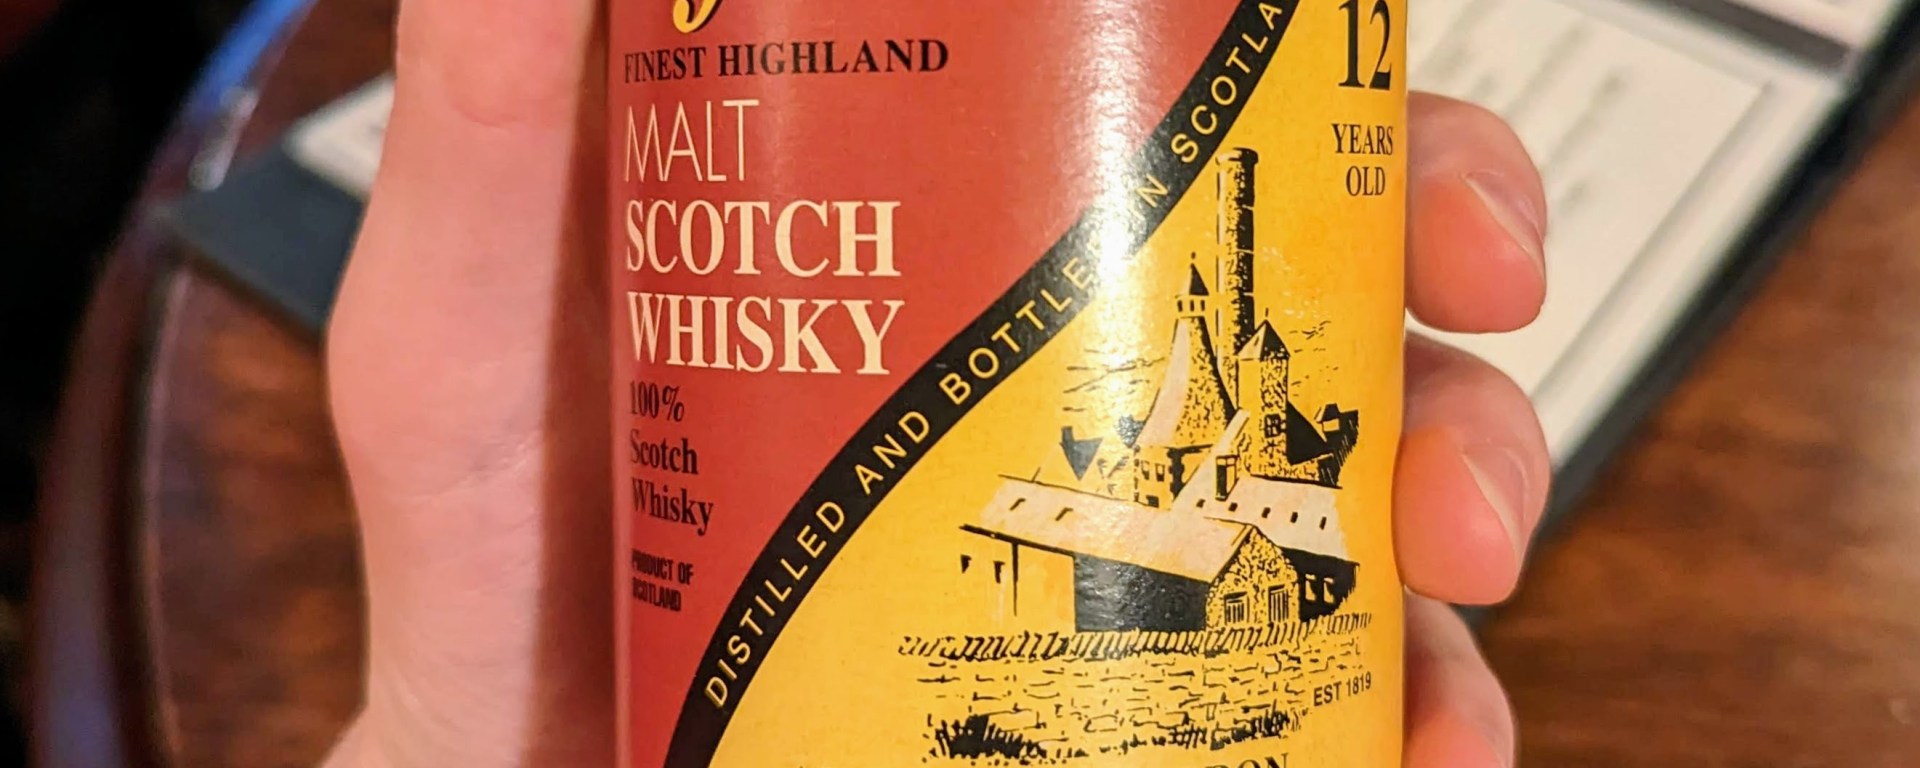 FINEST HIGHLAND
MALT
SCOTCH
WHISKY
100%
Scotch
Whisky
PRODUCT OF
SCOTLAND
DISTILLED AND BOTTLED IN SCOTLA
12
YEARS
OLD
EST 1819